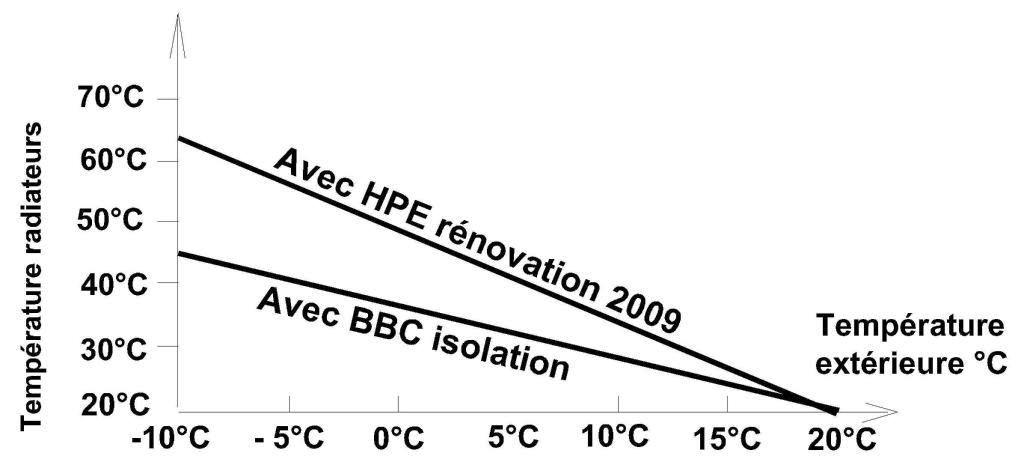 Température radiateurs
70°C
60°C
50°C
40°C
30°C
20°C
Avec HPE rénovation 2009
Avec BBC isolation
Température
extérieure °C
-10°C
- 5°C
0°C
5°C
10°C
15°C
20°C